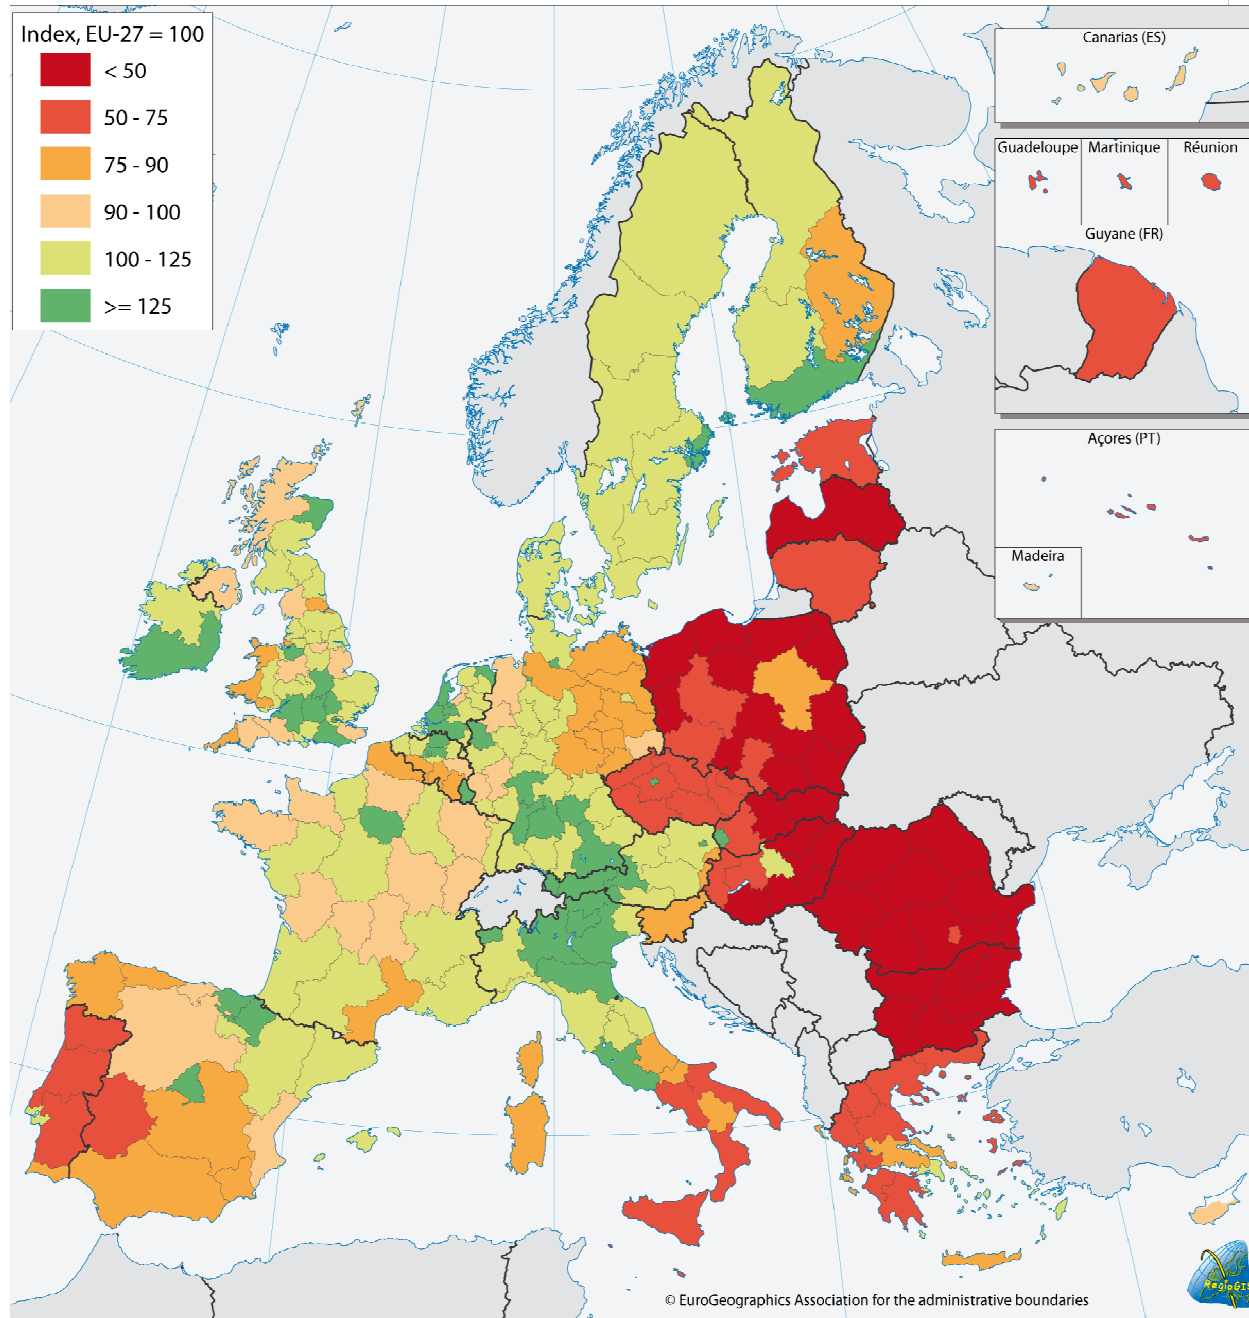 Index, EU-27 = 100
< 50
50 - 75
75 - 90
90 - 100
100 - 125
>= 125
Canarias (ES)
Guadeloupe Martinique Réunion
Guyane (FR)
Açores (PT)
Madeira
RegioGIS
© EuroGeographics Association for the administrative boundaries